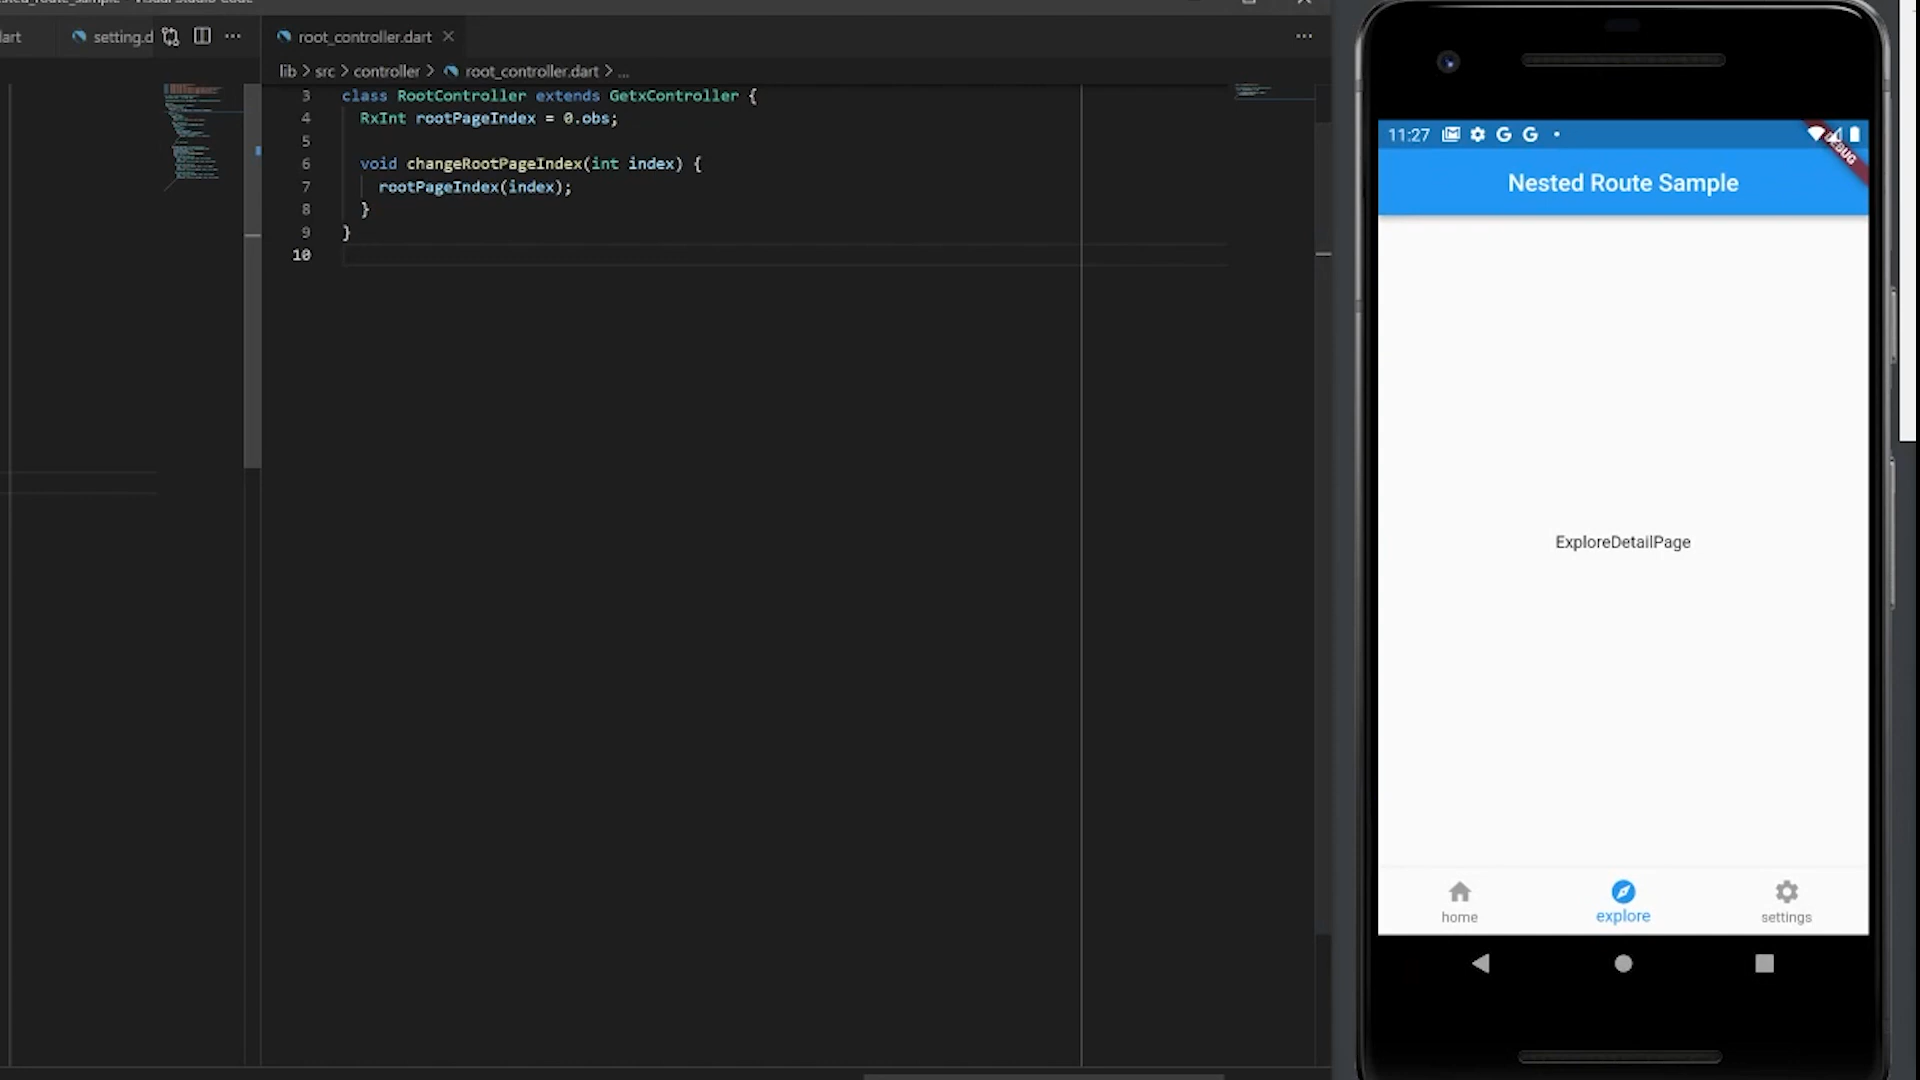 setting.d
root_controller.dart
lib > src > controller > root_controller.dart > ...
3 class RootController extends GetxController {
4 RxInt rootPageIndex = 0.obs;
5
6 void changeRootPageIndex(int index) {
7 rootPageIndex(index);
8 }
9 }
10
11:27
DEBUG
Nested Route Sample
ExploreDetailPage
home
explore
settings